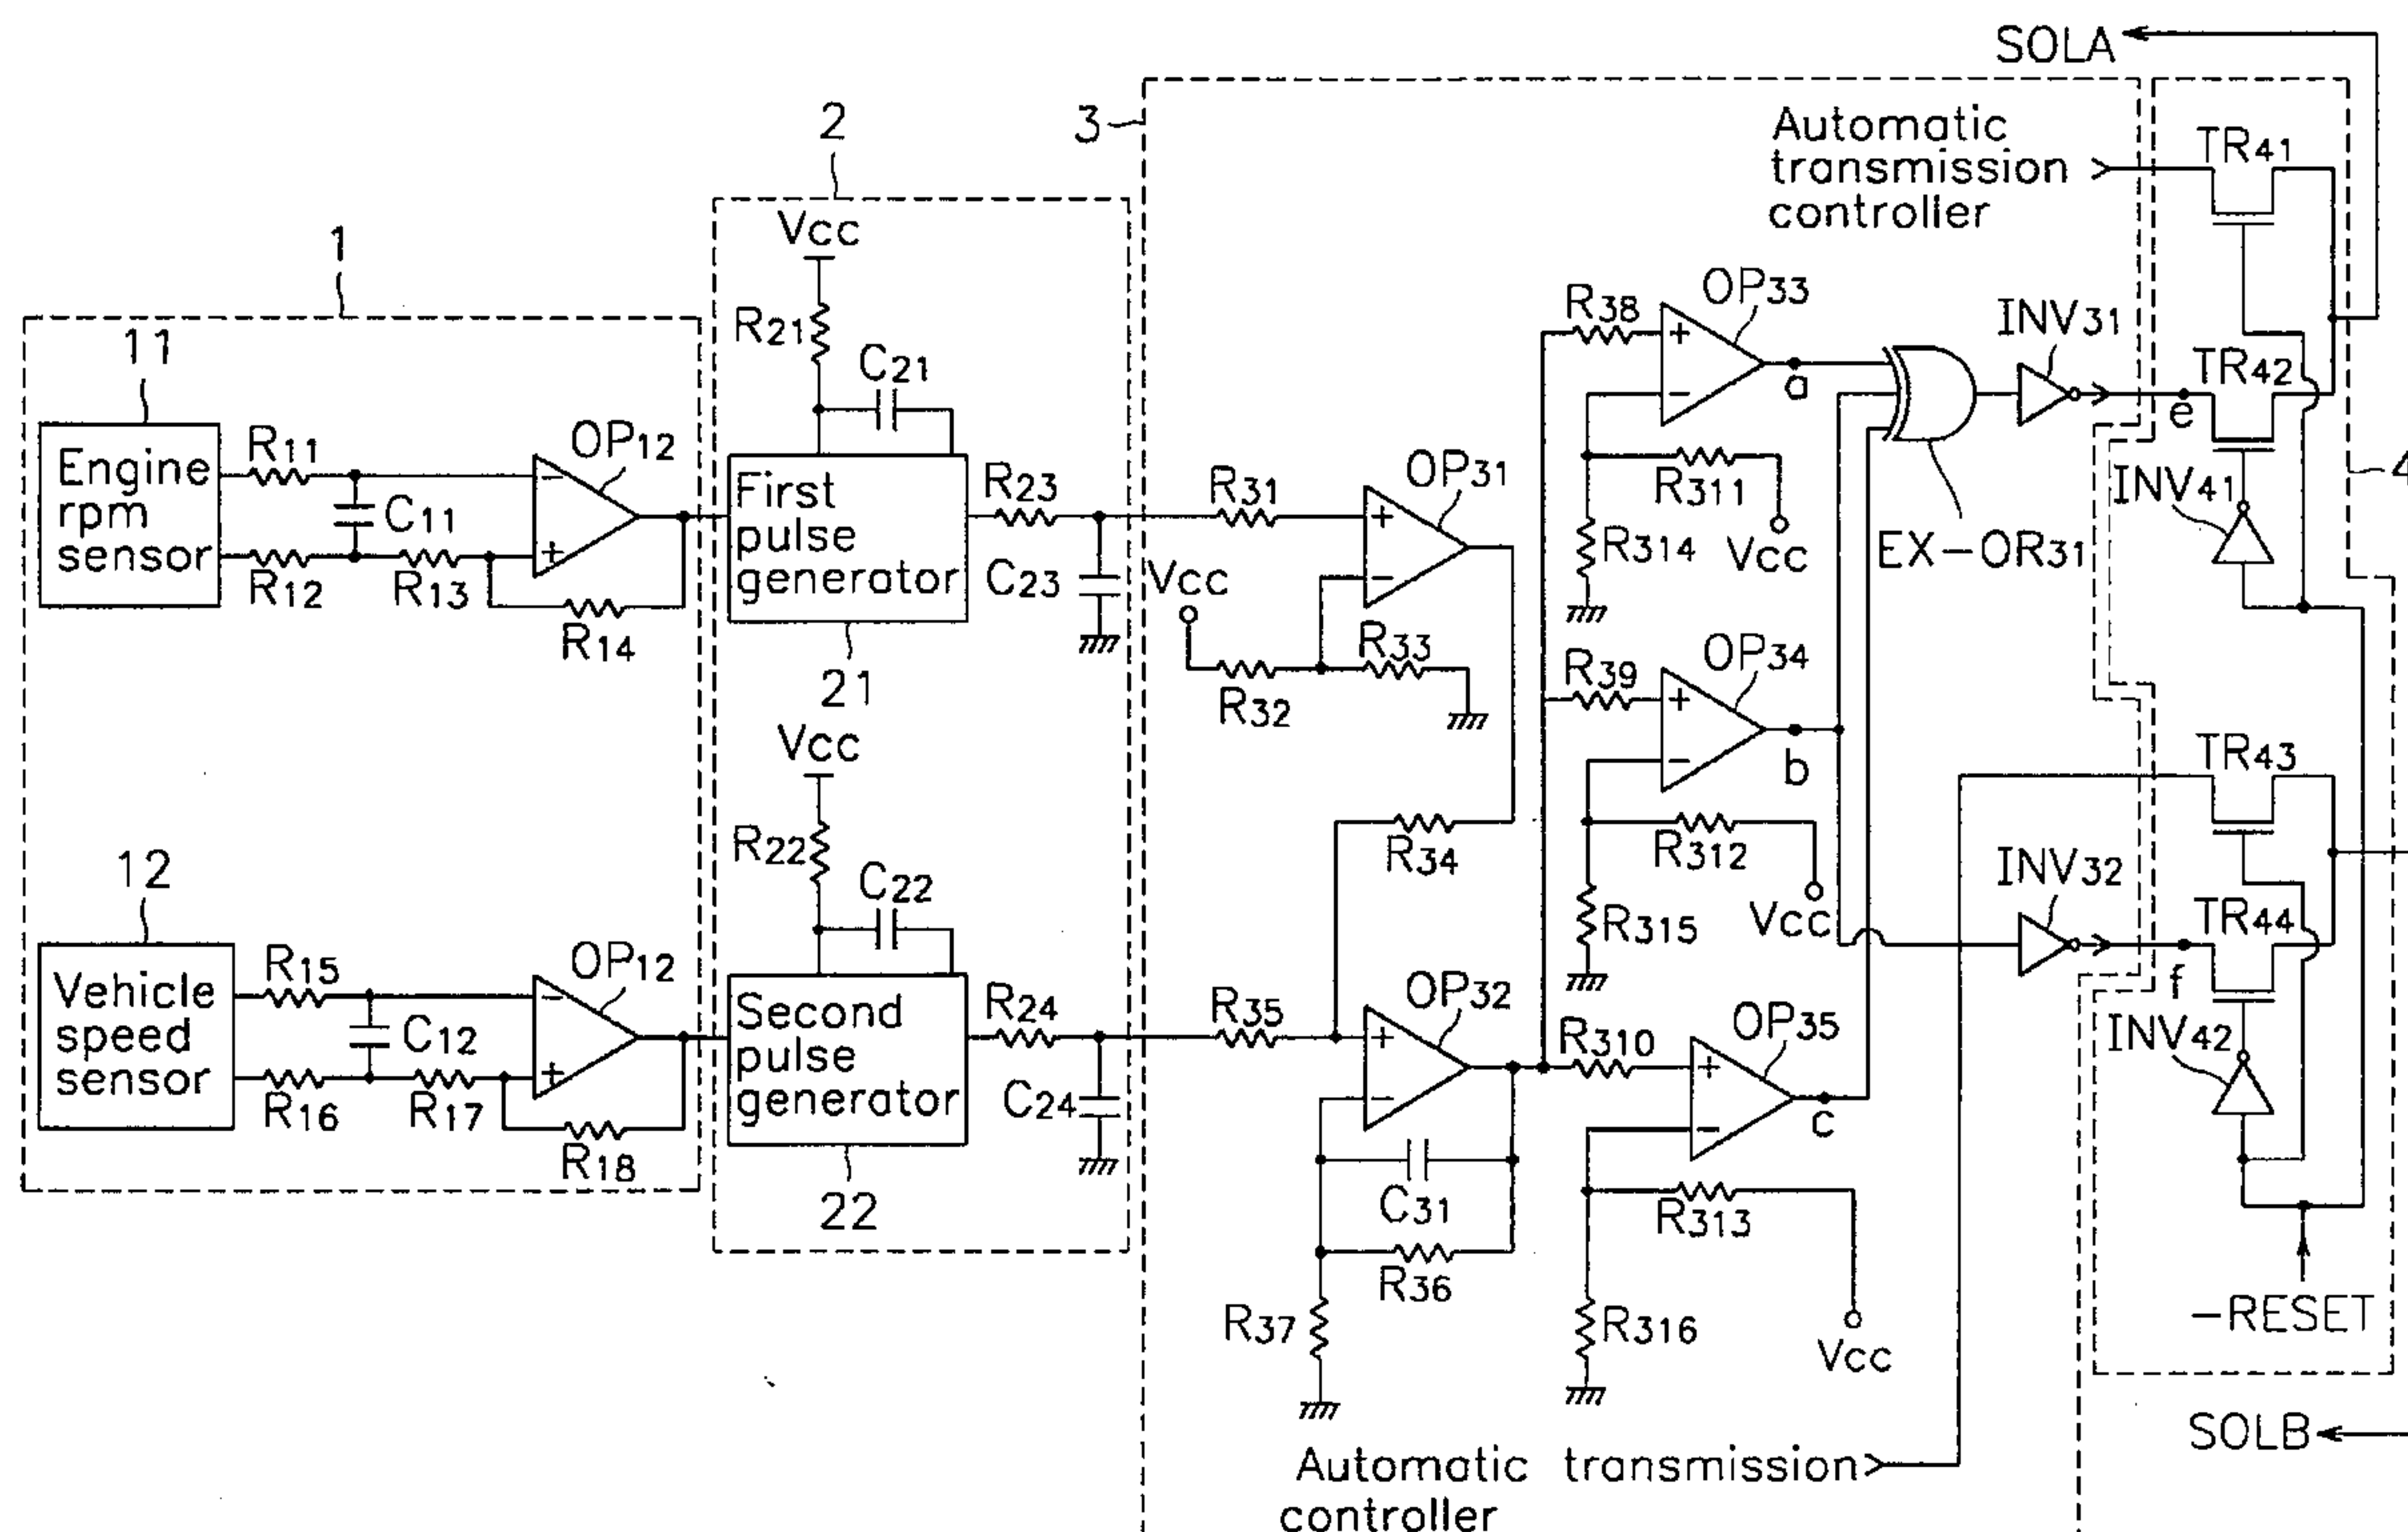 SOLA
Automatic
transmission
controller
TR41
3
2
1
Vcc
R21
C21
11
Engine
rpm
sensor
R11
R12
C11
R13
R14
OP12
First
pulse
generator
21
R23
C23
R31
Vcc
R32
R33
OP31
R34
R38
OP33
a
R311
R314
Vcc
R39
OP34
b
R312
R315
Vcc
EX-OR31
INV31
e
TR42
INV41
4
12
Vehicle
speed
sensor
R15
R16
C12
R17
R18
OP12
Vcc
R22
C22
Second
pulse
generator
22
R24
C24
R35
OP32
C31
R36
R37
R310
OP35
c
R313
R316
Vcc
INV32
f
TR43
TR44
INV42
-RESET
SOLB
Automatic transmission
controller